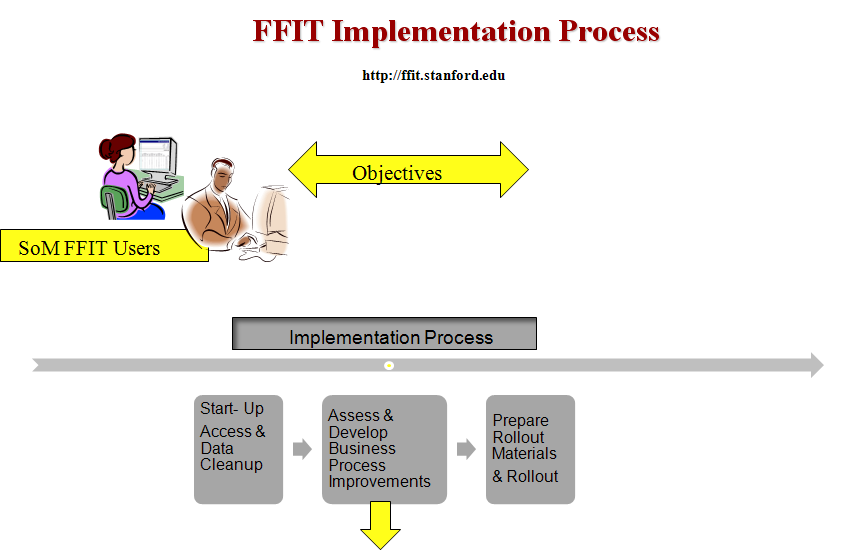 FFIT Implementation Process
http://ffit.stanford.edu
Objectives
SoM FFIT Users
Implementation Process
Start- Up
Access &
Data
Cleanup
Assess &
Develop
Business
Process
Improvements
Prepare
Rollout
Materials
& Rollout